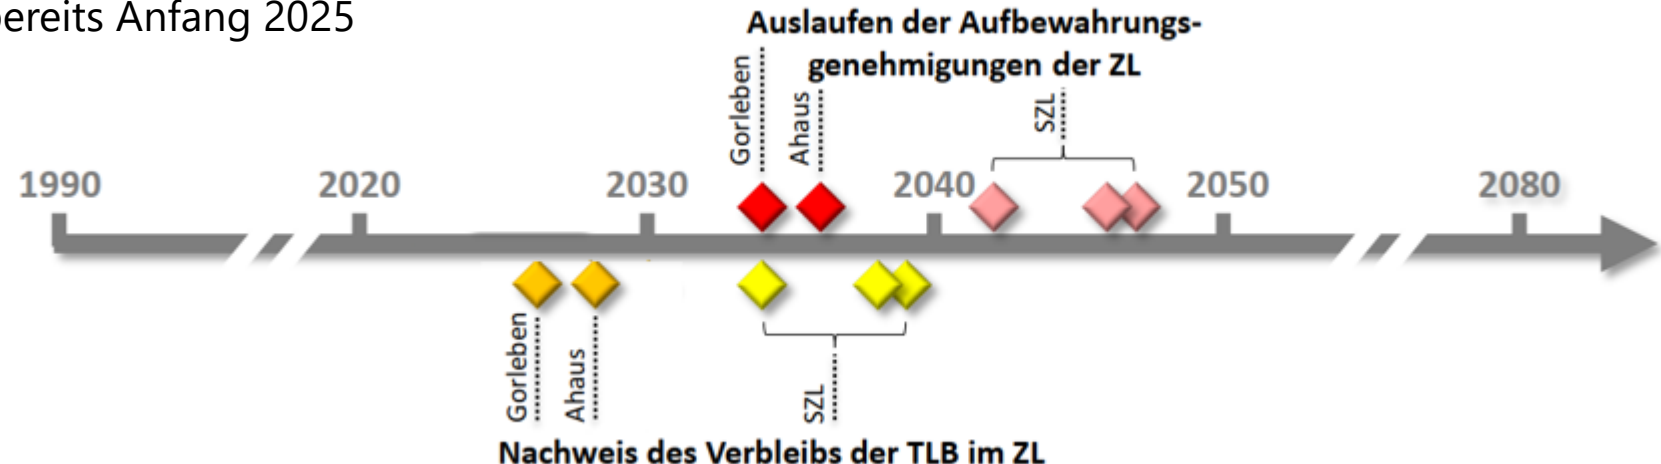 bereits Anfang 2025
Auslaufen der Aufbewahrungs-
genehmigungen der ZL
Gorleben
Ahaus
SZL
1990 2020 2030 2040 2050 2080
Gorleben
Ahaus
SZL
Nachweis des Verbleibs der TLB im ZL